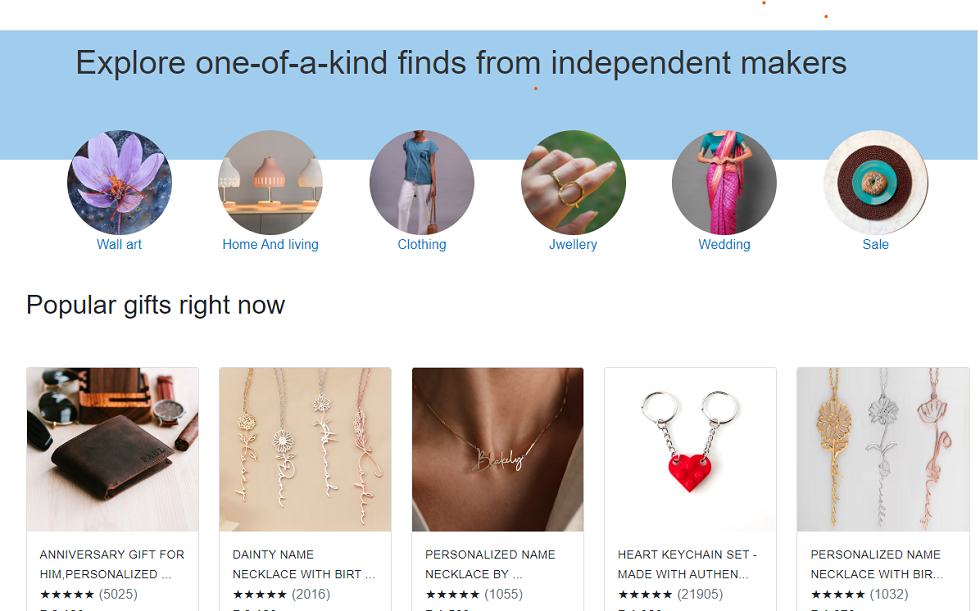 Explore one-of-a-kind finds from independent makers
Wall art
Home And living
Clothing
Jwellery
Wedding
Sale
Popular gifts right now
Blakely
ANNIVERSARY GIFT FOR
HIM,PERSONALIZED ...
★★★★★ (5025)
DAINTY NAME
NECKLACE WITH BIRT ...
★★★★★ (2016)
PERSONALIZED NAME
NECKLACE BY ...
★★★★★ (1055)
HEART KEYCHAIN SET -
MADE WITH AUTHEN...
★★★★★ (21905)
PERSONALIZED NAME
NECKLACE WITH BIR...
★★★★★ (1032)